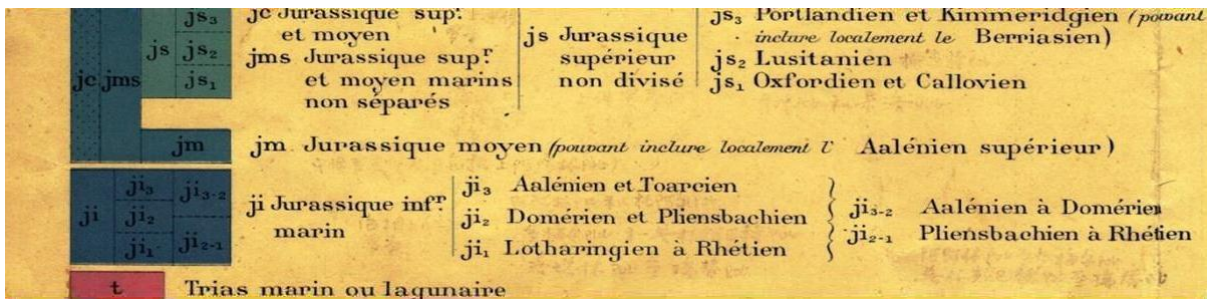 js₃
jc Jurassique sup.ʳ
et moyen
jms Jurassique sup.ʳ
et moyen marins
non séparés
js Jurassique
supérieur
non divisé
js₃ Portlandien et Kimmeridgien (pouvant
inclure localement le Berriasien)
js₂ Lusitanien
js₁ Oxfordien et Callovien
js js₂
jc jms js₁
jm jm Jurassique moyen (pouvant inclure localement l' Aalénien supérieur)
ji₃ ji₃₋₂
ji ji₂
ji₁ ji₂₋₁
ji Jurassique inf.ʳ
marin
ji₃ Aalénien et Toarcien
ji₂ Domérien et Pliensbachien
ji₁ Lotharingien à Rhétien
ji₃₋₂ Aalénien à Domérien
ji₂₋₁ Pliensbachien à Rhétien
t Trias marin ou lagunaire